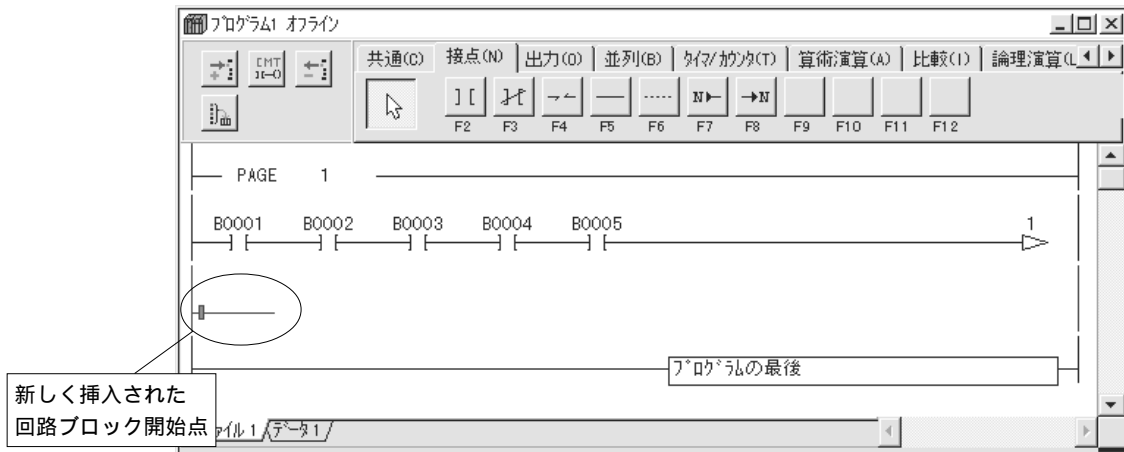 プログラム1 オフライン
CMT
共通(C) 接点(N) 出力(O) 並列(B) タイマ/カウンタ(T) 算術演算(A) 比較(I) 論理演算(L
N N
F2 F3 F4 F5 F6 F7 F8 F9 F10 F11 F12
PAGE 1
B0001 B0002 B0003 B0004 B0005 1
プログラムの最後
新しく挿入された
回路ブロック開始点
ァイル 1 データ 1